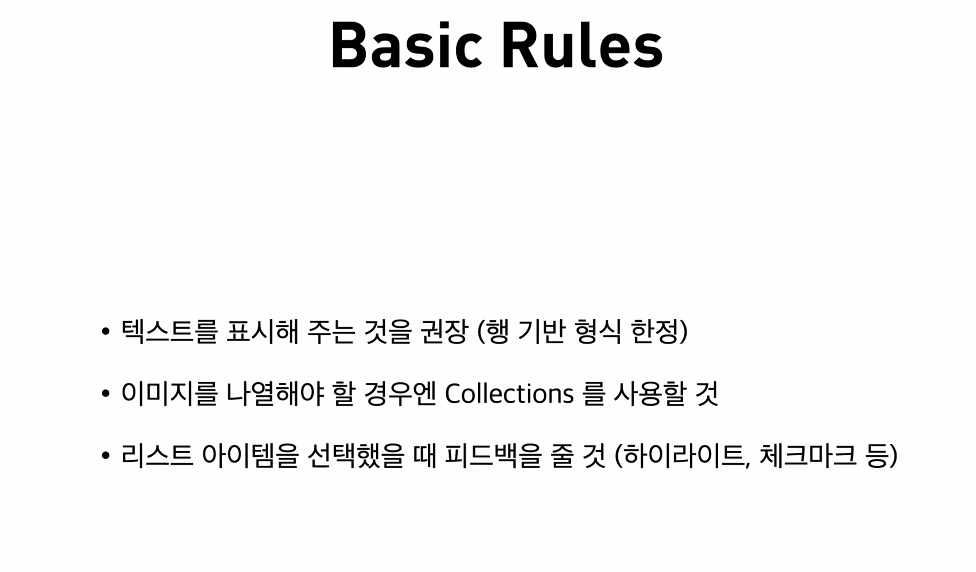 Basic Rules
• 텍스트를 표시해 주는 것을 권장 (행 기반 형식 한정)
• 이미지를 나열해야 할 경우엔 Collections 를 사용할 것
• 리스트 아이템을 선택했을 때 피드백을 줄 것 (하이라이트, 체크마크 등)